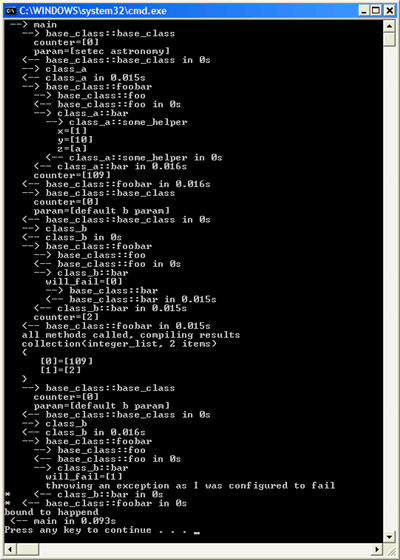 C:\WINDOWS\system32\cmd.exe
--> main
--> base_class::base_class
counter=[0]
param=[setec astronomy]
<-- base_class::base_class in 0s
--> class_a
<-- class_a in 0.015s
--> base_class::foobar
--> base_class::foo
<-- base_class::foo in 0s
--> class_a::bar
--> class_a::some_helper
x=[1]
y=[10]
z=[a]
<-- class_a::some_helper in 0s
<-- class_a::bar in 0.016s
counter=[109]
<-- base_class::foobar in 0.016s
--> base_class::base_class
counter=[0]
param=[default b param]
<-- base_class::base_class in 0s
--> class_b
<-- class_b in 0s
--> base_class::foobar
--> base_class::foo
<-- base_class::foo in 0s
--> class_b::bar
will_fail=[0]
--> base_class::bar
<-- base_class::bar in 0.015s
<-- class_b::bar in 0.015s
counter=[2]
<-- base_class::foobar in 0.015s
all methods called, compiling results
collection(integer_list, 2 items)
(
[0]=[109]
[1]=[2]
)
--> base_class::base_class
counter=[0]
param=[default b param]
<-- base_class::base_class in 0s
--> class_b
<-- class_b in 0.016s
--> base_class::foobar
--> base_class::foo
<-- base_class::foo in 0s
--> class_b::bar
will_fail=[1]
throwing an exception as I was configured to fail
* <-- class_b::bar in 0s
* <-- base_class::foobar in 0s
bound to happend
<-- main in 0.093s
Press any key to continue . . . _